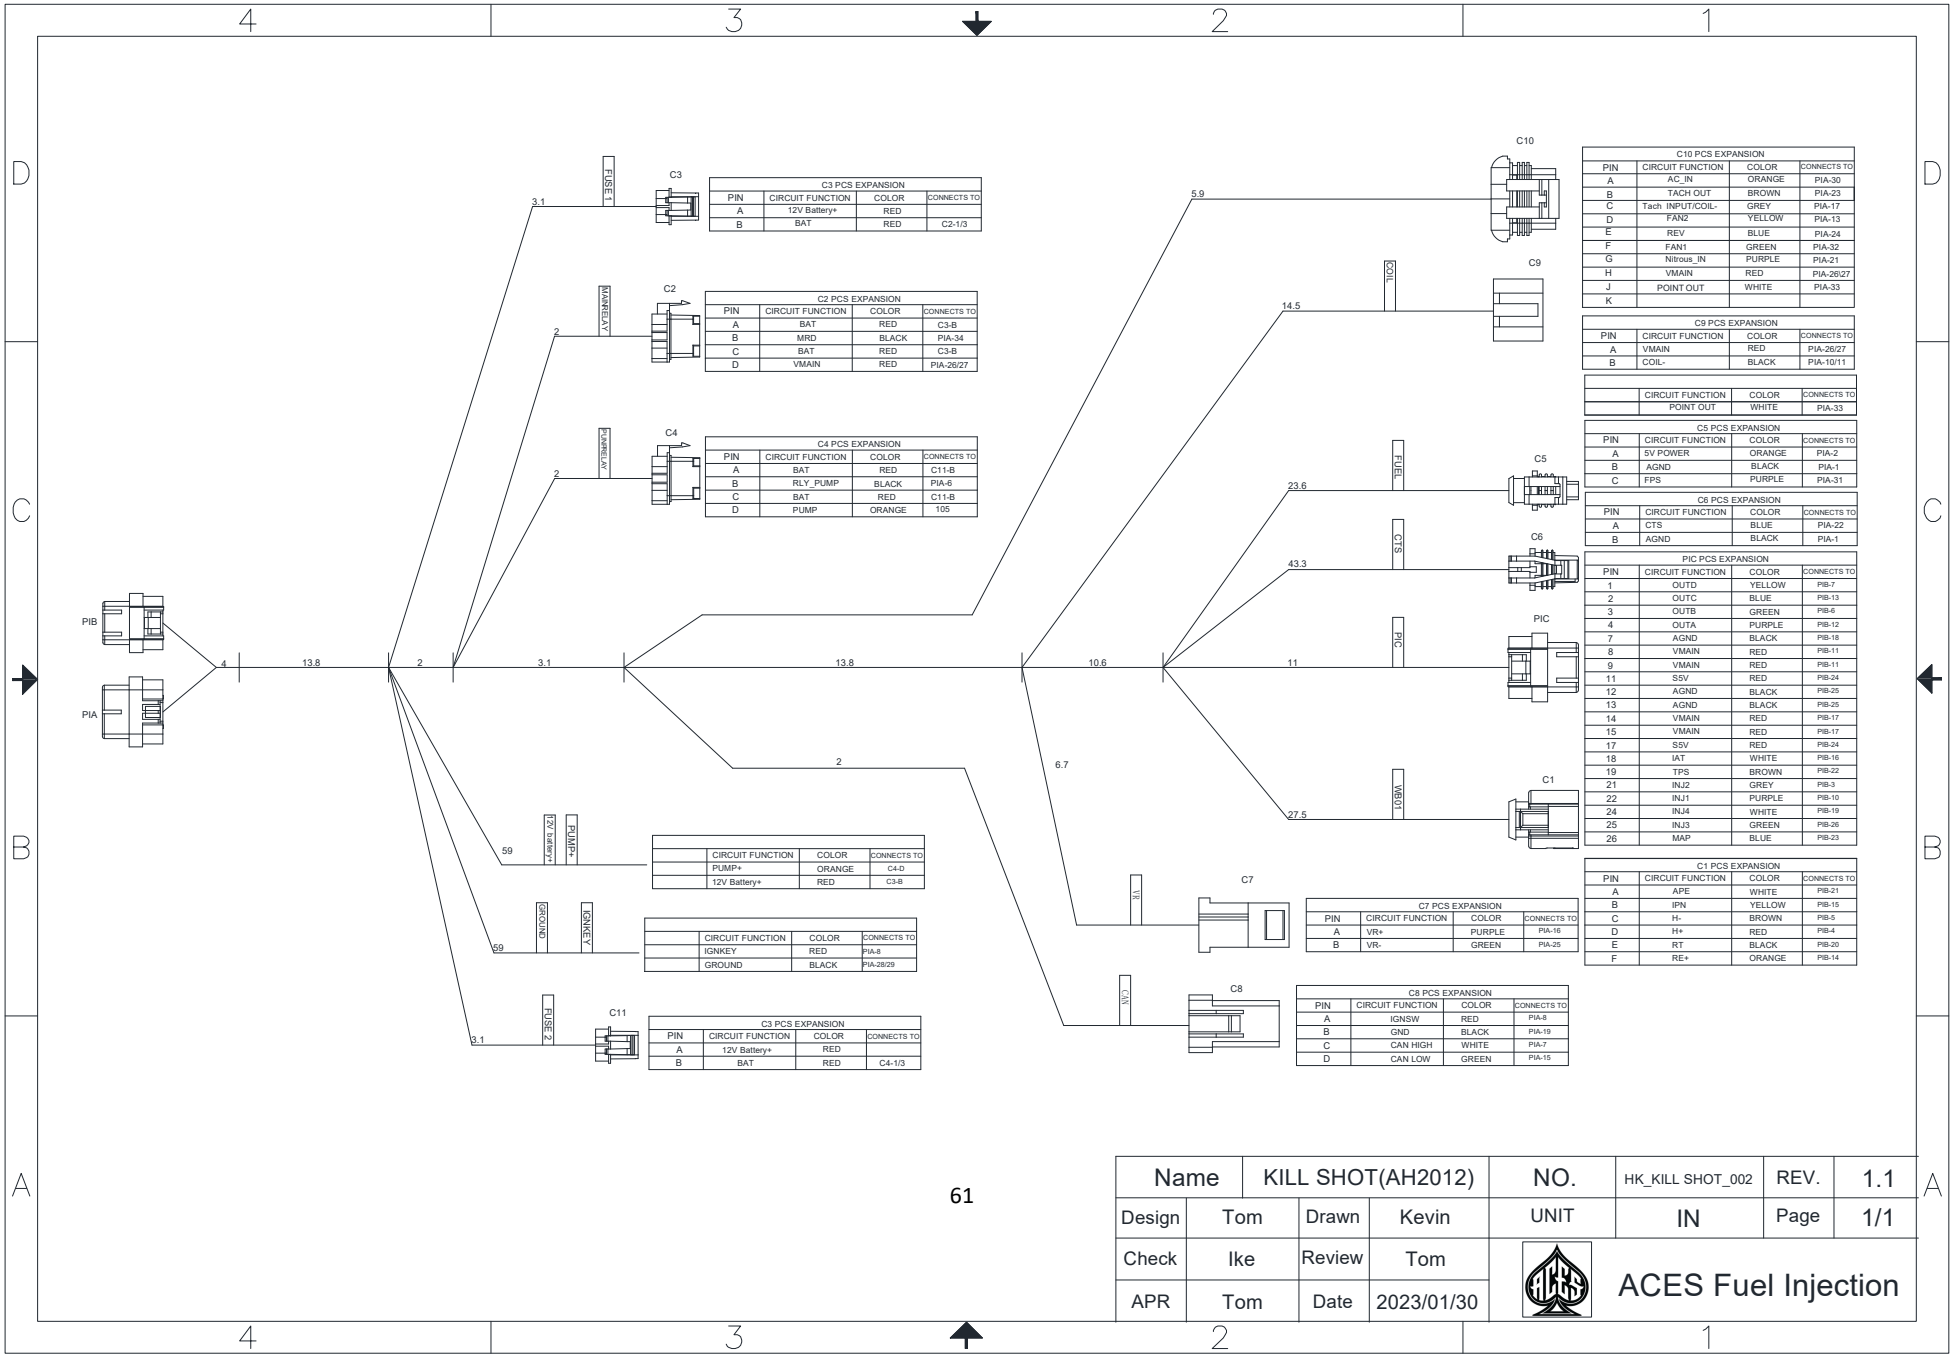 4 3 2 1
D D
C C
B B
A A
FUSE 1
3.1
C3
C3 PCS EXPANSION
PIN CIRCUIT FUNCTION COLOR CONNECTS TO
A 12V Battery+ RED
B BAT RED C2-1/3
MAINRELAY
2
C2
C2 PCS EXPANSION
PIN CIRCUIT FUNCTION COLOR CONNECTS TO
A BAT RED C3-B
B MRD BLACK PIA-34
C BAT RED C3-B
D VMAIN RED PIA-26/27
PUNPRELAY
2
C4
C4 PCS EXPANSION
PIN CIRCUIT FUNCTION COLOR CONNECTS TO
A BAT RED C11-B
B RLY_PUMP BLACK PIA-6
C BAT RED C11-B
D PUMP ORANGE 105
PIB
PIA
4 13.8 2 3.1 13.8 10.6 11
2
59
12V battery+
PUMP+
CIRCUIT FUNCTION COLOR CONNECTS TO
PUMP+ ORANGE C4-D
12V Battery+ RED C3-B
59
GROUND
IGNKEY
CIRCUIT FUNCTION COLOR CONNECTS TO
IGNKEY RED PIA-8
GROUND BLACK PIA-28/29
3.1
FUSE 2
C11
C3 PCS EXPANSION
PIN CIRCUIT FUNCTION COLOR CONNECTS TO
A 12V Battery+ RED
B BAT RED C4-1/3
5.9
C10
C10 PCS EXPANSION
PIN CIRCUIT FUNCTION COLOR CONNECTS TO
A AC_IN ORANGE PIA-30
B TACH OUT BROWN PIA-23
C Tach INPUT/COIL- GREY PIA-17
D FAN2 YELLOW PIA-13
E REV BLUE PIA-24
F FAN1 GREEN PIA-32
G Nitrous_IN PURPLE PIA-21
H VMAIN RED PIA-26\27
J POINT OUT WHITE PIA-33
K
14.5
COIL
C9
C9 PCS EXPANSION
PIN CIRCUIT FUNCTION COLOR CONNECTS TO
A VMAIN RED PIA-26/27
B COIL- BLACK PIA-10/11
CIRCUIT FUNCTION COLOR CONNECTS TO
POINT OUT WHITE PIA-33
23.6
FUEL
C5
C5 PCS EXPANSION
PIN CIRCUIT FUNCTION COLOR CONNECTS TO
A 5V POWER ORANGE PIA-2
B AGND BLACK PIA-1
C FPS PURPLE PIA-31
43.3
CTS
C6
C6 PCS EXPANSION
PIN CIRCUIT FUNCTION COLOR CONNECTS TO
A CTS BLUE PIA-22
B AGND BLACK PIA-1
PIC
PIC
PIC PCS EXPANSION
PIN CIRCUIT FUNCTION COLOR CONNECTS TO
1 OUTD YELLOW PIB-7
2 OUTC BLUE PIB-13
3 OUTB GREEN PIB-6
4 OUTA PURPLE PIB-12
7 AGND BLACK PIB-18
8 VMAIN RED PIB-11
9 VMAIN RED PIB-11
11 S5V RED PIB-24
12 AGND BLACK PIB-25
13 AGND BLACK PIB-25
14 VMAIN RED PIB-17
15 VMAIN RED PIB-17
17 S5V RED PIB-24
18 IAT WHITE PIB-16
19 TPS BROWN PIB-22
21 INJ2 GREY PIB-3
22 INJ1 PURPLE PIB-10
24 INJ4 WHITE PIB-19
25 INJ3 GREEN PIB-26
26 MAP BLUE PIB-23
27.5
WB01
C1
C1 PCS EXPANSION
PIN CIRCUIT FUNCTION COLOR CONNECTS TO
A APE WHITE PIB-21
B IPN YELLOW PIB-15
C H- BROWN PIB-5
D H+ RED PIB-4
E RT BLACK PIB-20
F RE+ ORANGE PIB-14
6.7
VR
C7
C7 PCS EXPANSION
PIN CIRCUIT FUNCTION COLOR CONNECTS TO
A VR+ PURPLE PIA-16
B VR- GREEN PIA-25
CAN
C8
C8 PCS EXPANSION
PIN CIRCUIT FUNCTION COLOR CONNECTS TO
A IGNSW RED PIA-8
B GND BLACK PIA-19
C CAN HIGH WHITE PIA-7
D CAN LOW GREEN PIA-15
61
Name KILL SHOT(AH2012) NO. HK_KILL SHOT_002 REV. 1.1
Design Tom Drawn Kevin UNIT IN Page 1/1
Check Ike Review Tom
APR Tom Date 2023/01/30
ACES
ACES Fuel Injection
4 3 2 1